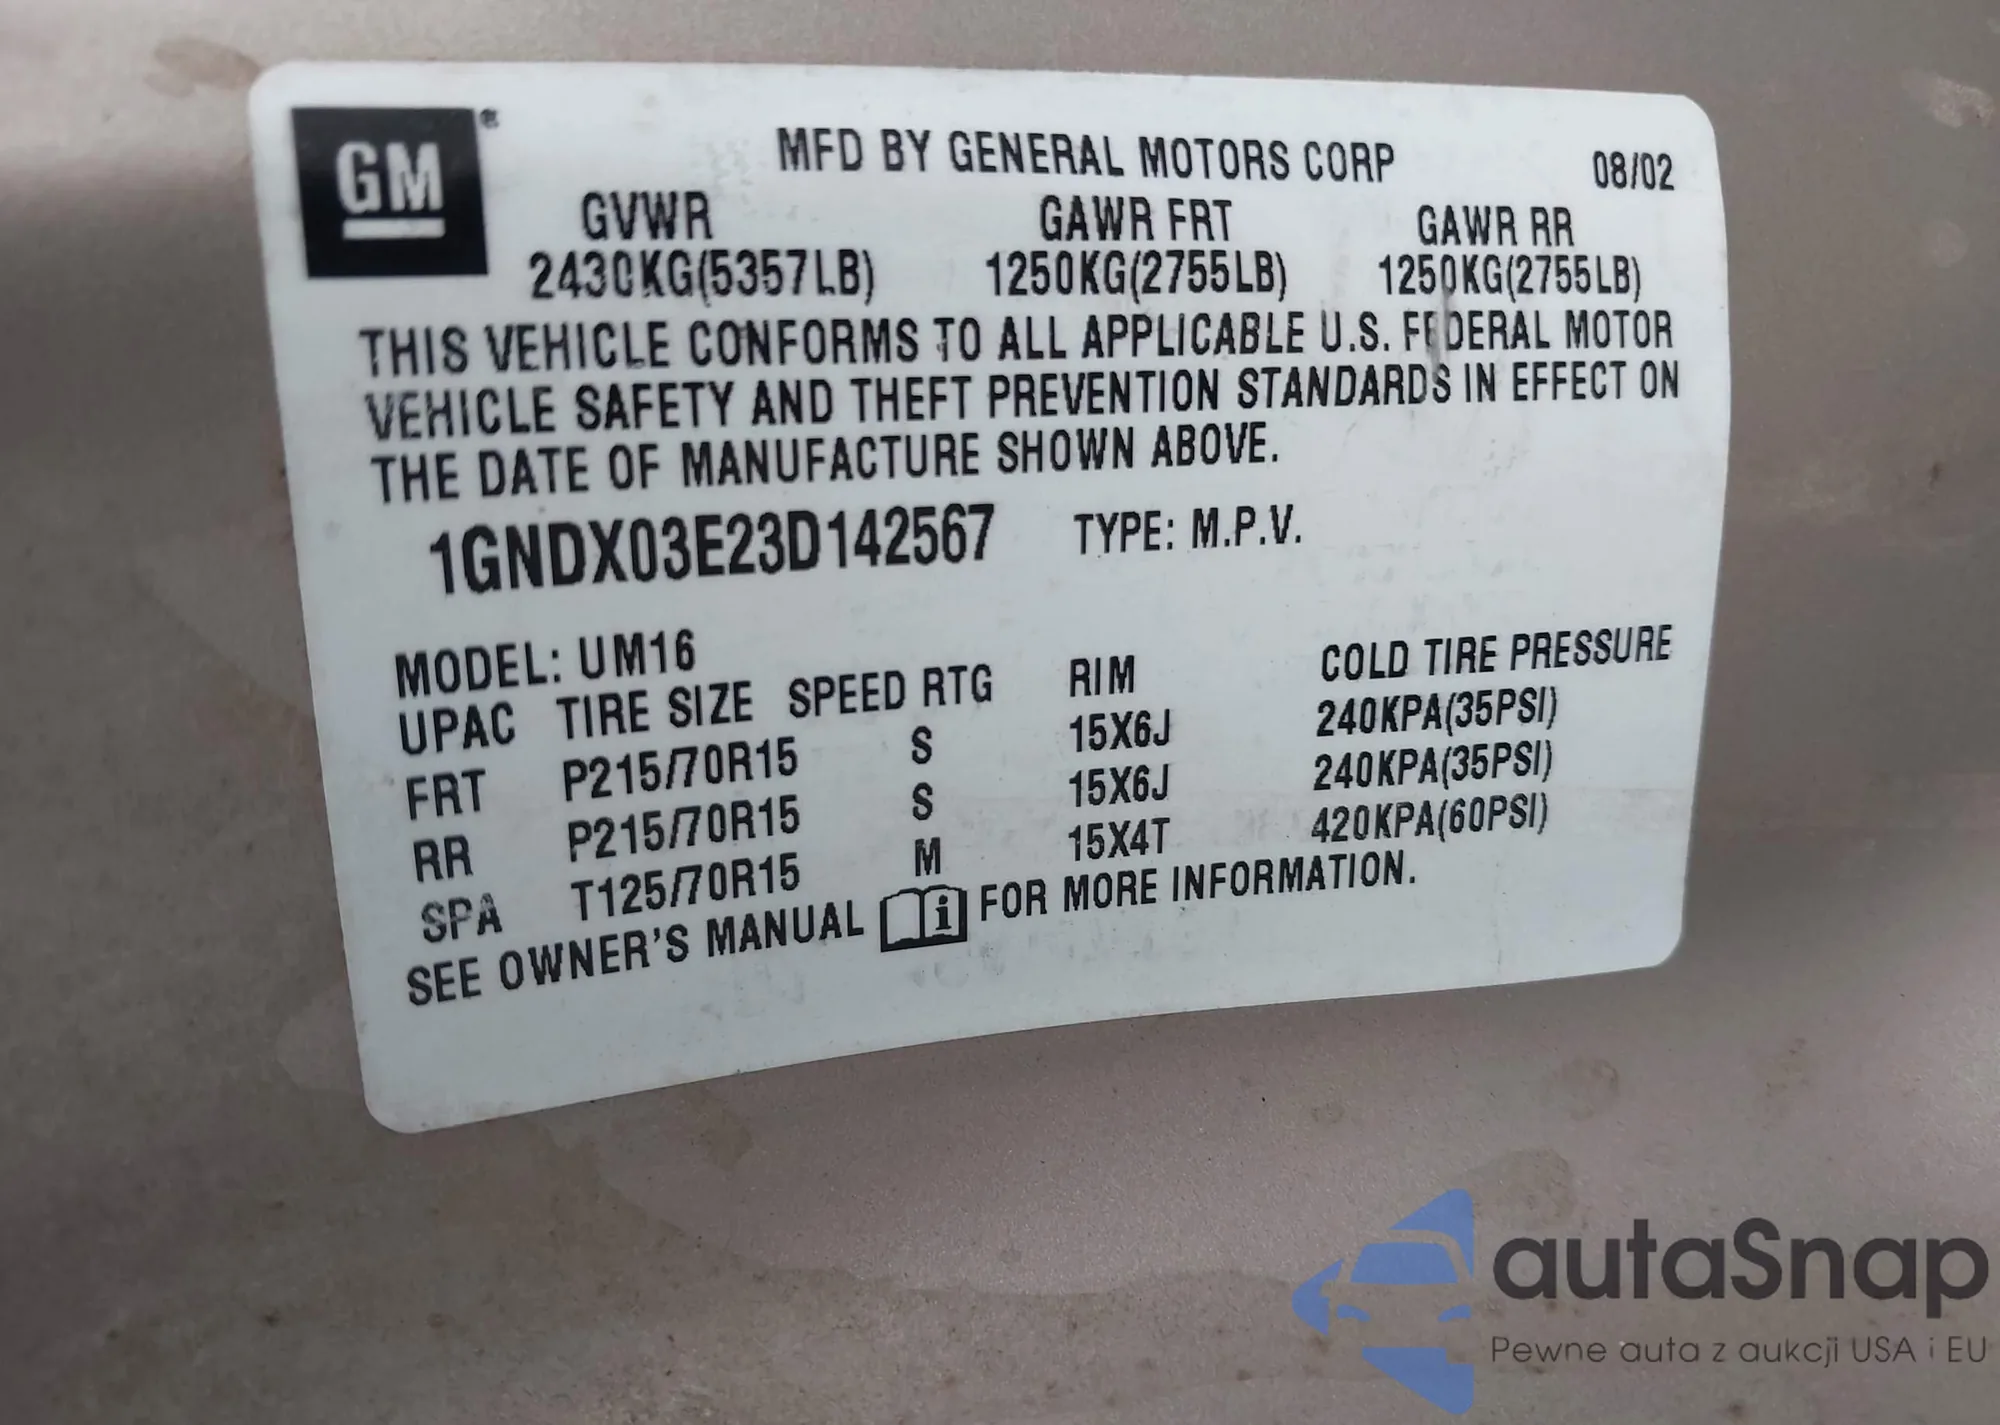 GM®
MFD BY GENERAL MOTORS CORP 08/02
GVWR GAWR FRT GAWR RR
2430KG(5357LB) 1250KG(2755LB) 1250KG(2755LB)
THIS VEHICLE CONFORMS TO ALL APPLICABLE U.S. FEDERAL MOTOR
VEHICLE SAFETY AND THEFT PREVENTION STANDARDS IN EFFECT ON
THE DATE OF MANUFACTURE SHOWN ABOVE.
1GNDX03E23D142567 TYPE: M.P.V.
MODEL: UM16
UPAC TIRE SIZE SPEED RTG RIM COLD TIRE PRESSURE
FRT P215/70R15 S 15X6J 240KPA(35PSI)
RR P215/70R15 S 15X6J 240KPA(35PSI)
SPA T125/70R15 M 15X4T 420KPA(60PSI)
SEE OWNER'S MANUAL i FOR MORE INFORMATION.
autaSnap
Pewne auta z aukcji USA i EU